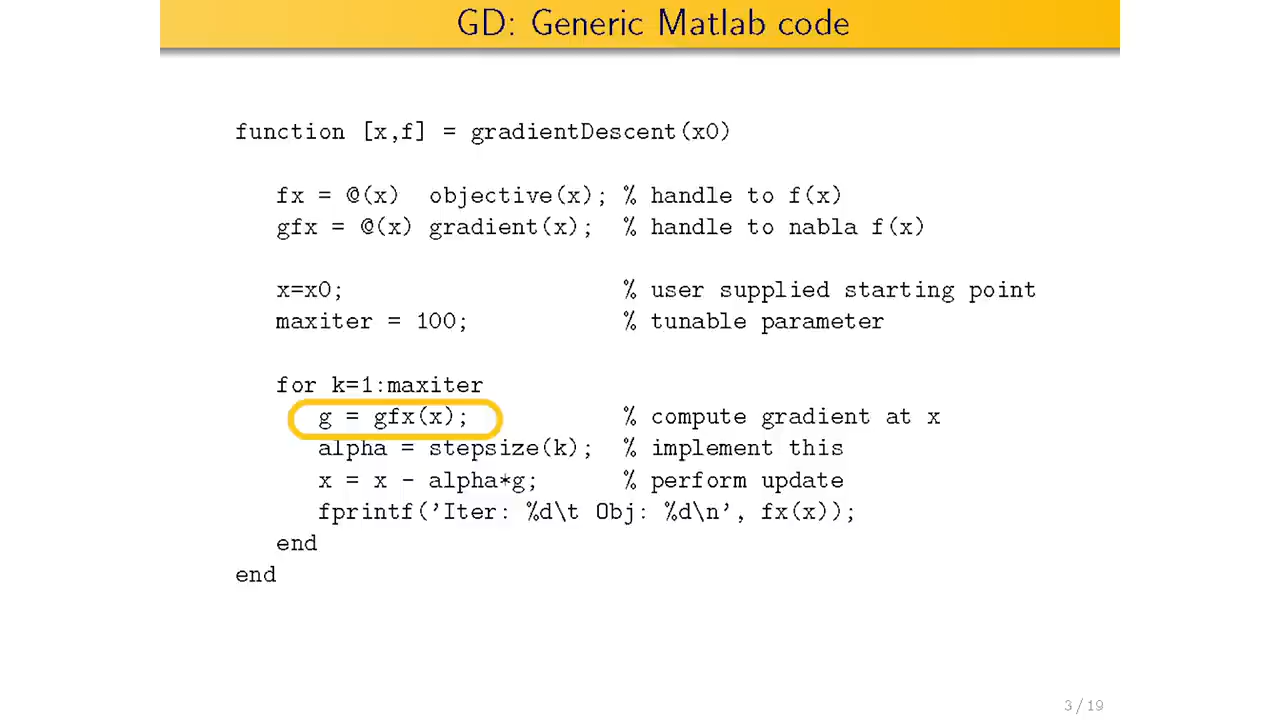 GD: Generic Matlab code
function [x,f] = gradientDescent(x0)
fx = @(x) objective(x); % handle to f(x)
gfx = @(x) gradient(x); % handle to nabla f(x)
x=x0; % user supplied starting point
maxiter = 100; % tunable parameter
for k=1:maxiter
g = gfx(x); % compute gradient at x
alpha = stepsize(k); % implement this
x = x - alpha*g; % perform update
fprintf('Iter: %d\t Obj: %d\n', fx(x));
end
end
3 / 19